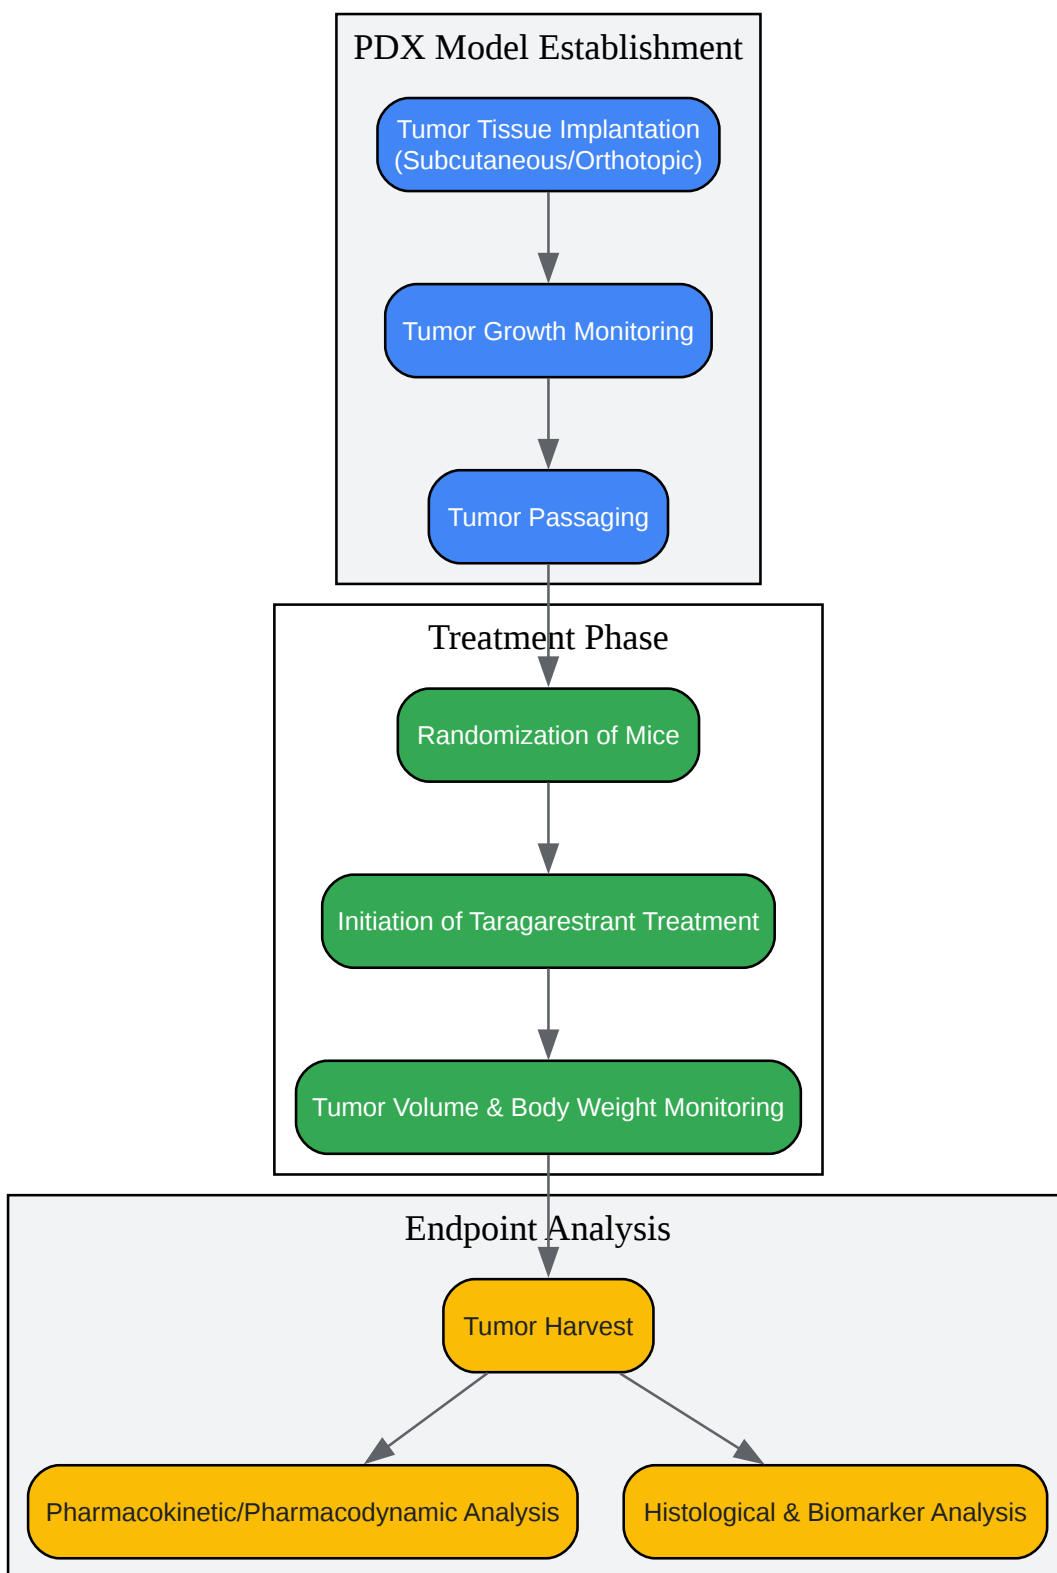 PDX Model Establishment
Tumor Tissue Implantation
(Subcutaneous/Orthotopic)
Tumor Growth Monitoring
Tumor Passaging
Treatment Phase
Randomization of Mice
Initiation of Taragarestrant Treatment
Tumor Volume & Body Weight Monitoring
Endpoint Analysis
Tumor Harvest
Pharmacokinetic/Pharmacodynamic Analysis
Histological & Biomarker Analysis